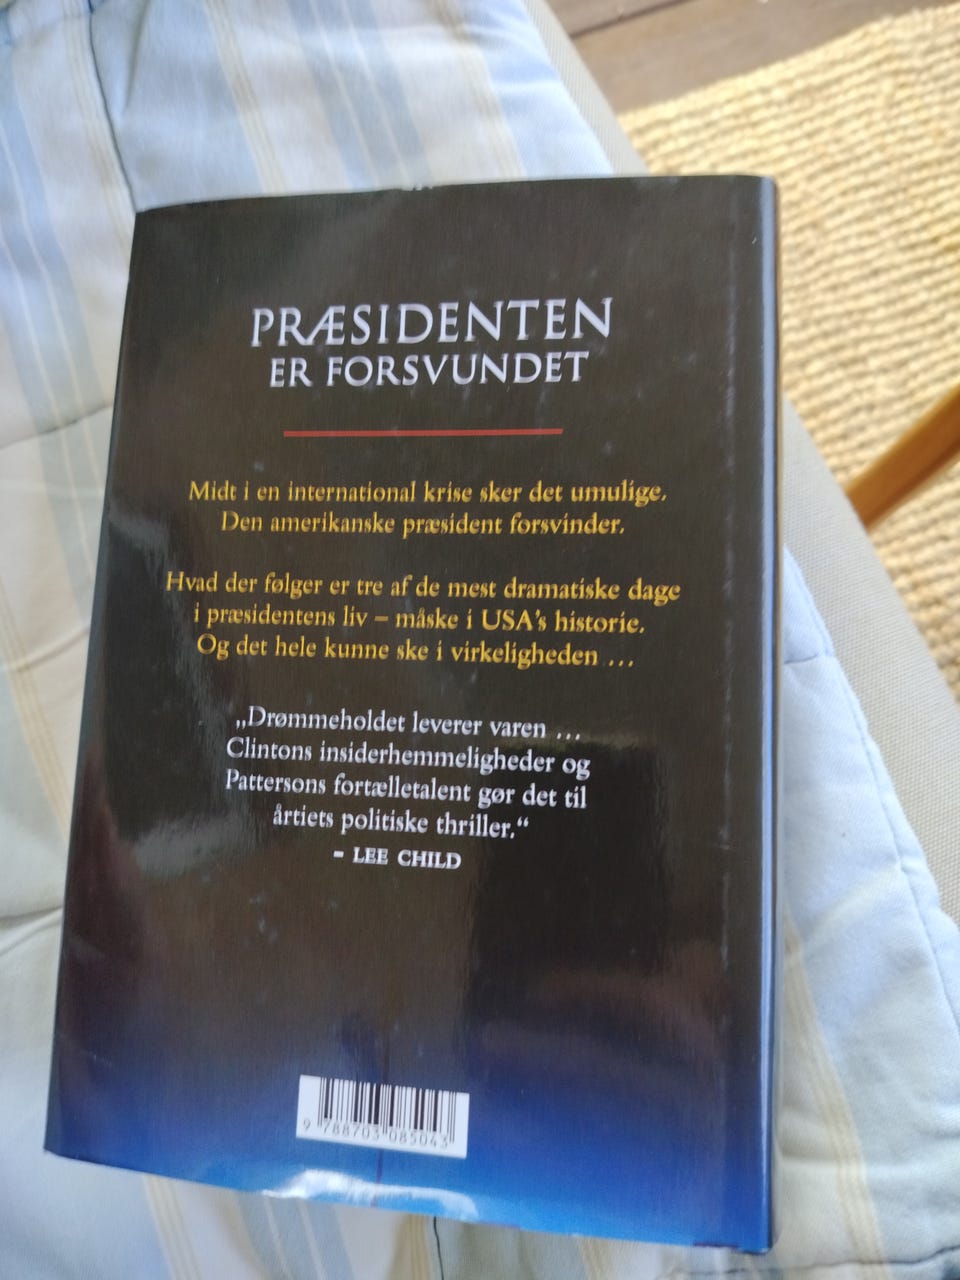 PRÆSIDENTEN
ER FORSVUNDET
Midt i en international krise sker det umulige.
Den amerikanske præsident forsvinder.
Hvad der følger er tre af de mest dramatiske dage
i præsidentens liv – måske i USA's historie.
Og det hele kunne ske i virkeligheden ...
„Drømmeholdet leverer varen ...
Clintons insiderhemmeligheder og
Pattersons fortælletalent gør det til
årtiets politiske thriller.“
– LEE CHILD
9 788703 085043